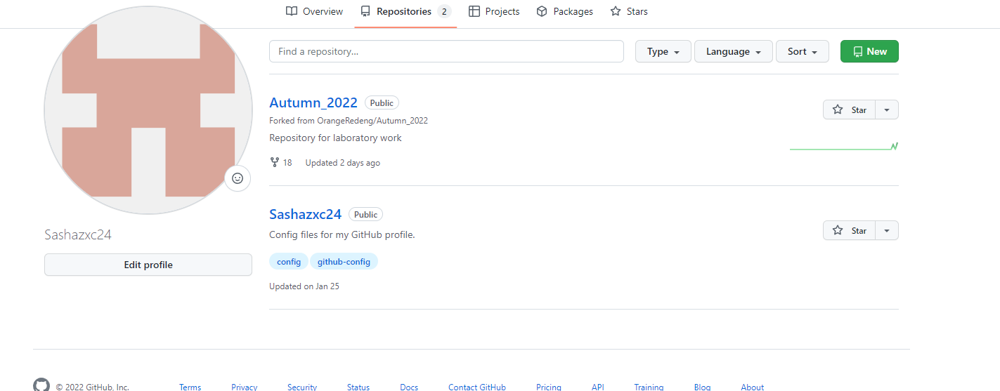 Overview Repositories 2 Projects Packages Stars
Find a repository... Type Language Sort New
Autumn_2022 Public
Star
Forked from OrangeRedeng/Autumn_2022
Repository for laboratory work
18 Updated 2 days ago
Sashazxc24 Public
Config files for my GitHub profile.
Star
config github-config
Updated on Jan 25
Sashazxc24
Edit profile
© 2022 GitHub, Inc. Terms Privacy Security Status Docs Contact GitHub Pricing API Training Blog About